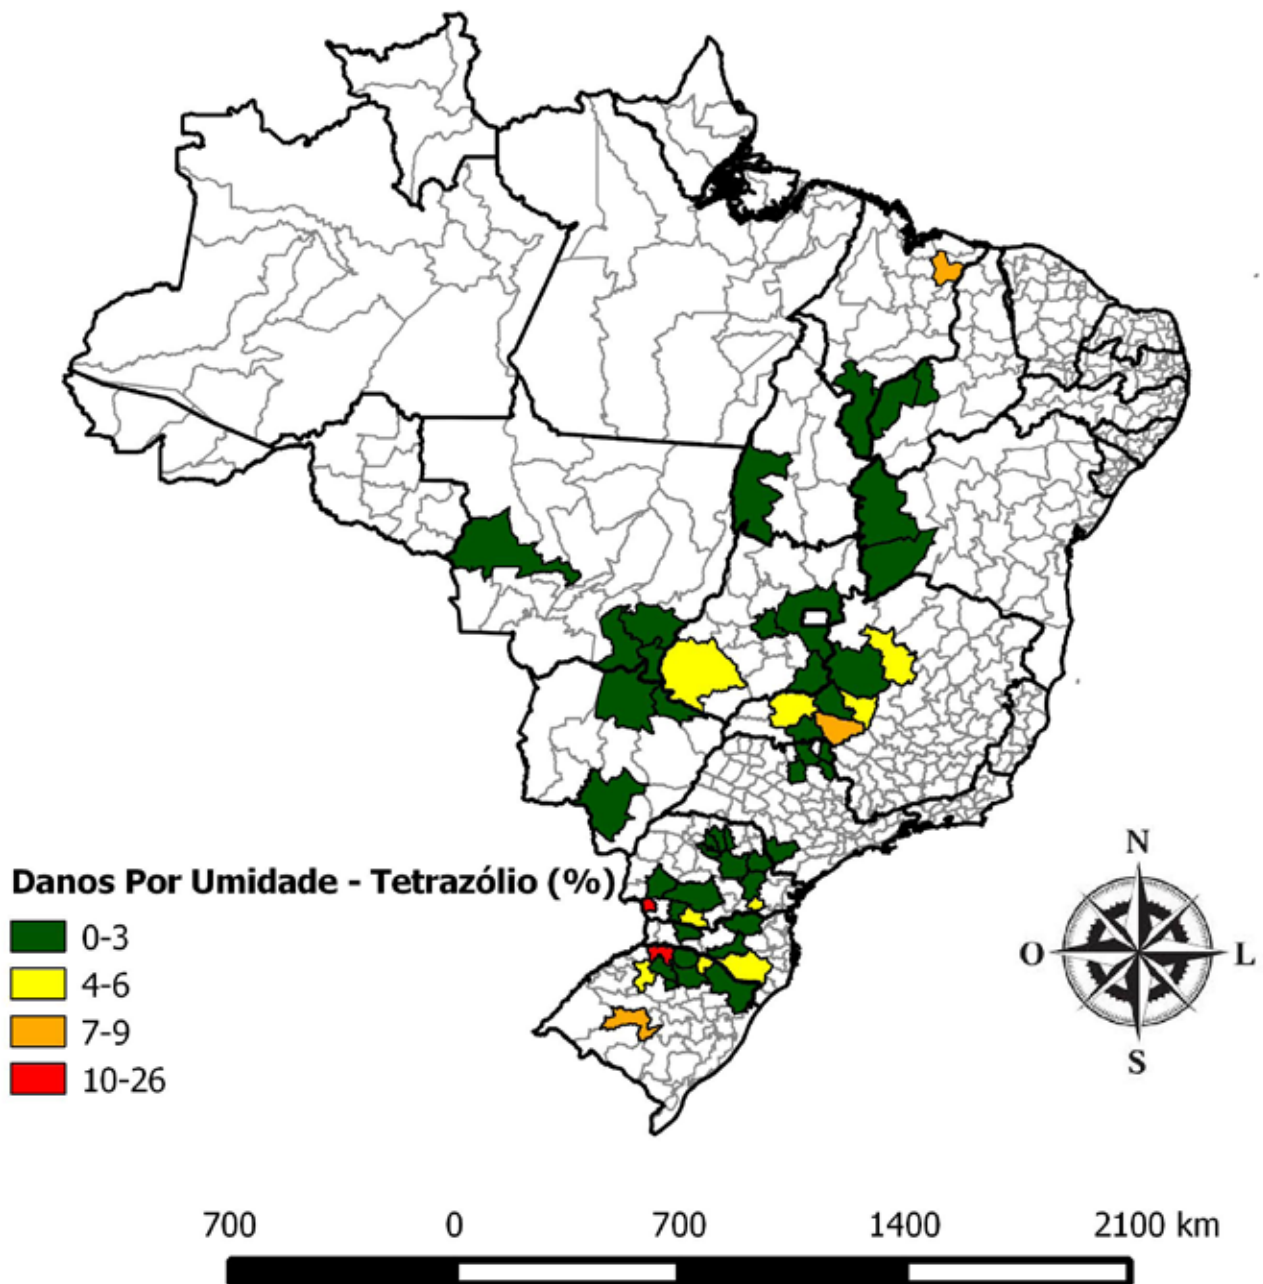 Danos Por Umidade - Tetrazólio (%)
0-3
4-6
7-9
10-26
N
O
L
S
700 0 700 1400 2100 km